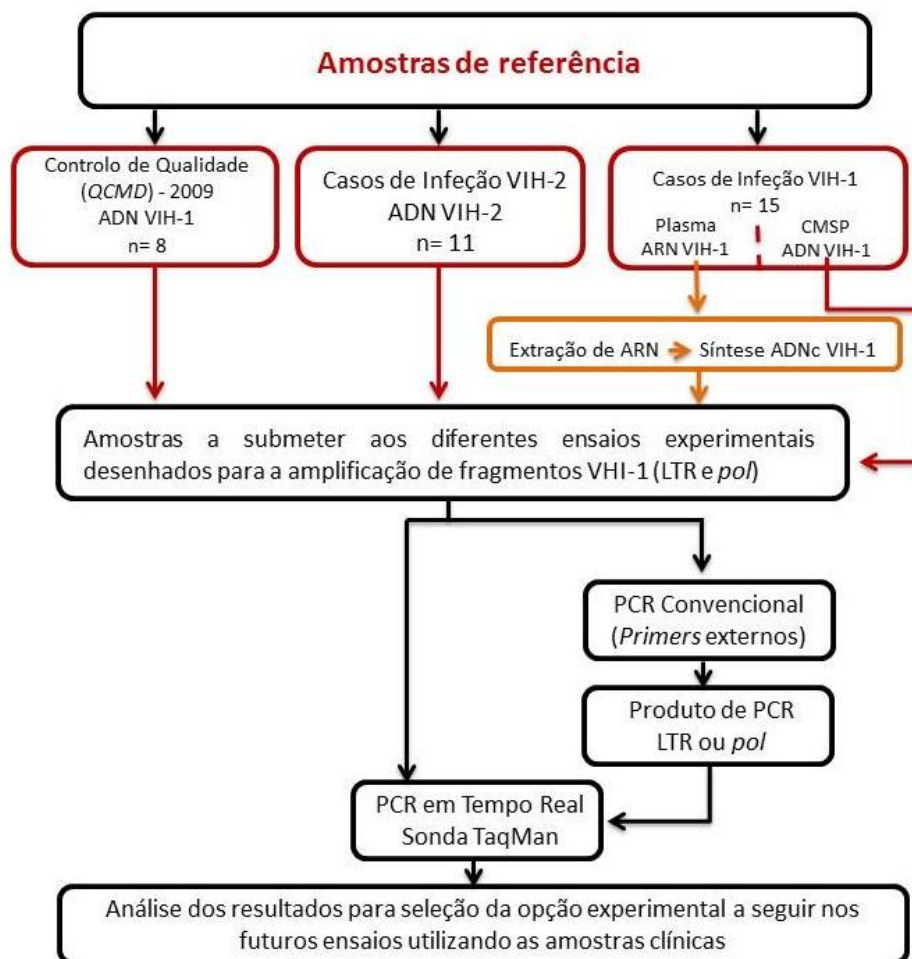 Amostras de referência
Controlo de Qualidade
(QCMD) - 2009
ADN VIH-1
n= 8
Casos de Infeção VIH-2
ADN VIH-2
n= 11
Casos de Infeção VIH-1
n= 15
Plasma
ARN VIH-1
CMSP
ADN VIH-1
Extração de ARN Síntese ADNc VIH-1
Amostras a submeter aos diferentes ensaios experimentais
desenhados para a amplificação de fragmentos VHI-1 (LTR e pol)
PCR Convencional
(Primers externos)
Produto de PCR
LTR ou pol
PCR em Tempo Real
Sonda TaqMan
Análise dos resultados para seleção da opção experimental a seguir nos
futuros ensaios utilizando as amostras clínicas